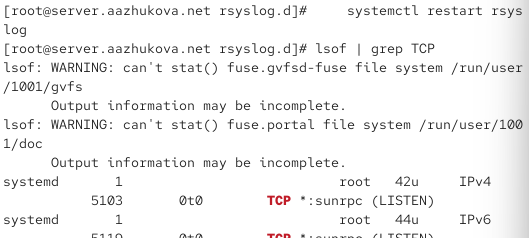 [root@server.aazhukova.net rsyslog.d]#     systemctl restart rsys
log
[root@server.aazhukova.net rsyslog.d]# lsof | grep TCP
lsof: WARNING: can't stat() fuse.gvfsd-fuse file system /run/user
/1001/gvfs
      Output information may be incomplete.
lsof: WARNING: can't stat() fuse.portal file system /run/user/100
1/doc
      Output information may be incomplete.
systemd       1                           root   42u     IPv4
           5103       0t0        TCP *:sunrpc (LISTEN)
systemd       1                           root   44u     IPv6
           5119       0t0        TCP *:sunrpc (LISTEN)